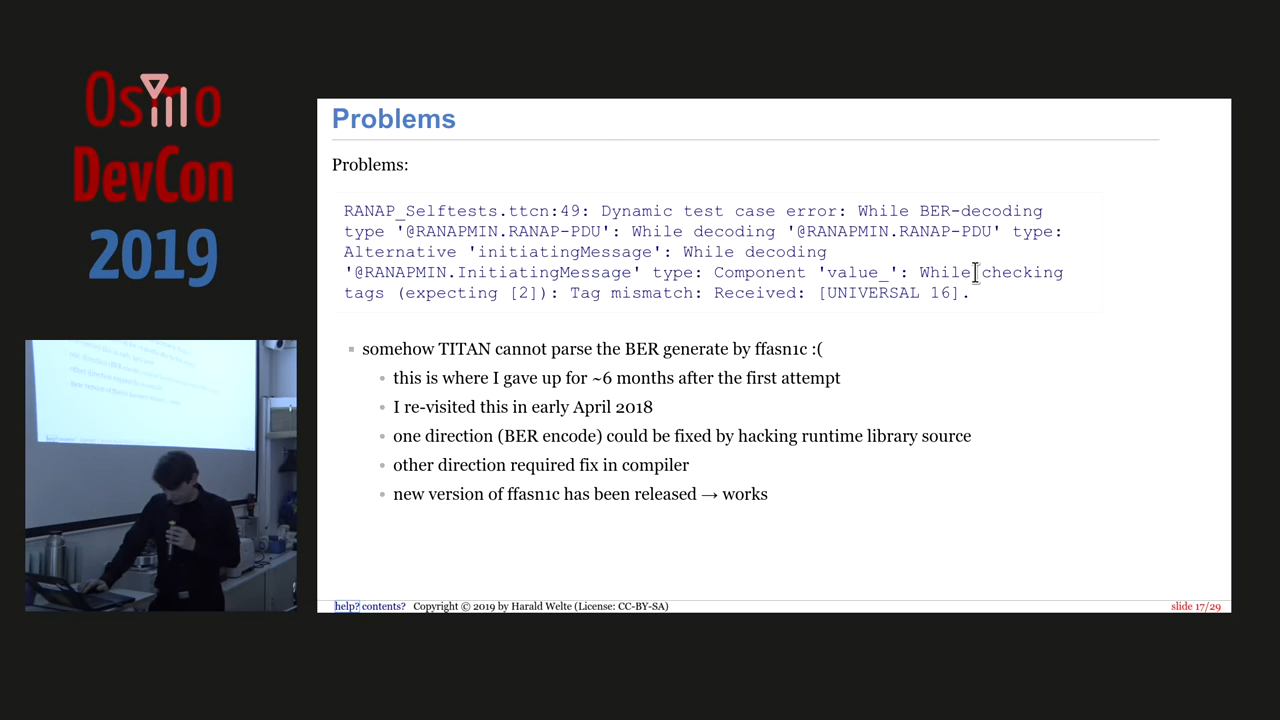 Osmo
DevCon
2019
Problems
Problems:
RANAP_Selftests.ttcn:49: Dynamic test case error: While BER-decoding
type '@RANAPMIN.RANAP-PDU': While decoding '@RANAPMIN.RANAP-PDU' type:
Alternative 'initiatingMessage': While decoding
'@RANAPMIN.InitiatingMessage' type: Component 'value_': While checking
tags (expecting [2]): Tag mismatch: Received: [UNIVERSAL 16].
somehow TITAN cannot parse the BER generate by ffasn1c :(
this is where I gave up for ~6 months after the first attempt
I re-visited this in early April 2018
one direction (BER encode) could be fixed by hacking runtime library source
other direction required fix in compiler
new version of ffasn1c has been released → works
help? contents? Copyright © 2019 by Harald Welte (License: CC-BY-SA)
slide 17/29